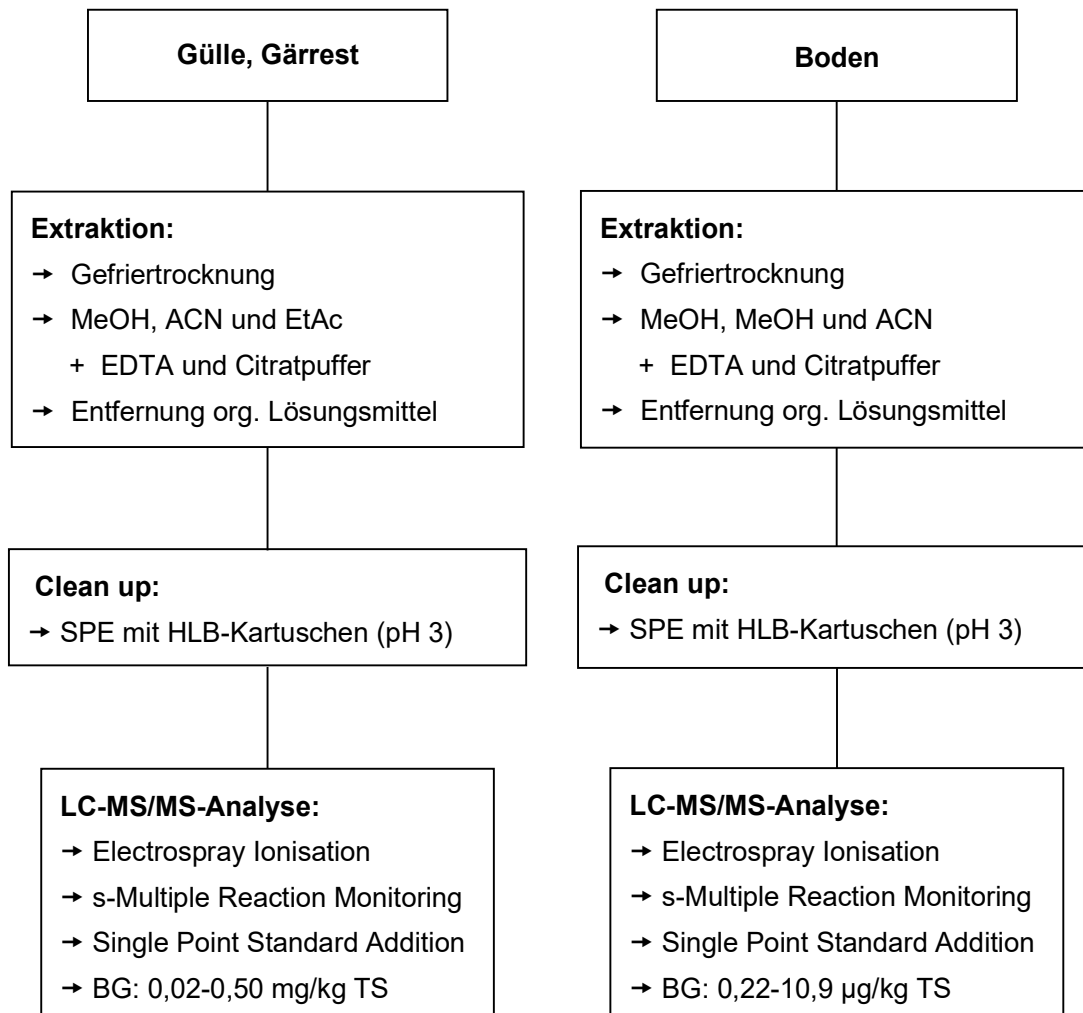 Gülle, Gärrest
Extraktion:
→ Gefriertrocknung
→ MeOH, ACN und EtAc
+ EDTA und Citratpuffer
→ Entfernung org. Lösungsmittel
Clean up:
→ SPE mit HLB-Kartuschen (pH 3)
LC-MS/MS-Analyse:
→ Electrospray Ionisation
→ s-Multiple Reaction Monitoring
→ Single Point Standard Addition
→ BG: 0,02-0,50 mg/kg TS
Boden
Extraktion:
→ Gefriertrocknung
→ MeOH, MeOH und ACN
+ EDTA und Citratpuffer
→ Entfernung org. Lösungsmittel
Clean up:
→ SPE mit HLB-Kartuschen (pH 3)
LC-MS/MS-Analyse:
→ Electrospray Ionisation
→ s-Multiple Reaction Monitoring
→ Single Point Standard Addition
→ BG: 0,22-10,9 µg/kg TS